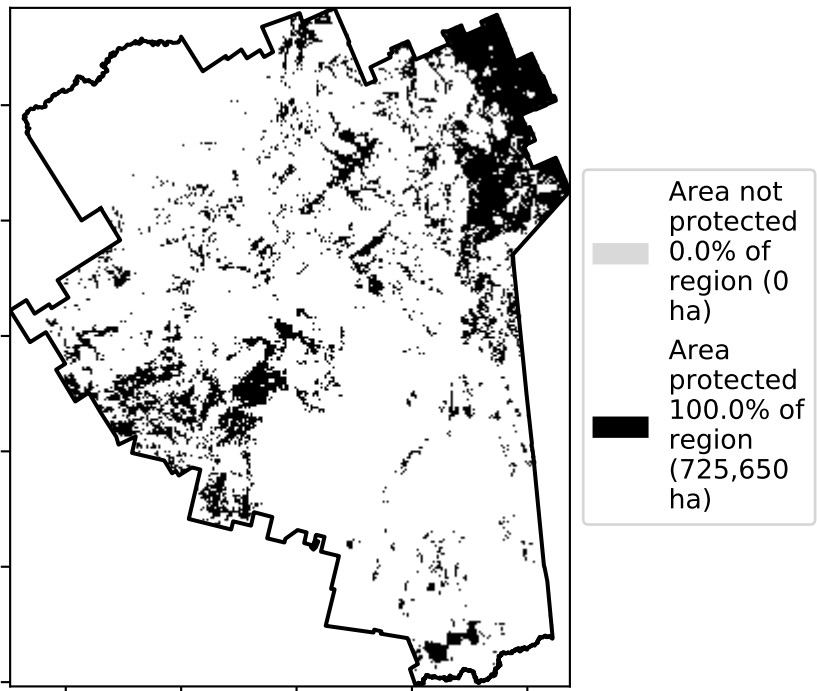 Area not
protected
0.0% of
region (0
ha)
Area
protected
100.0% of
region
(725,650
ha)